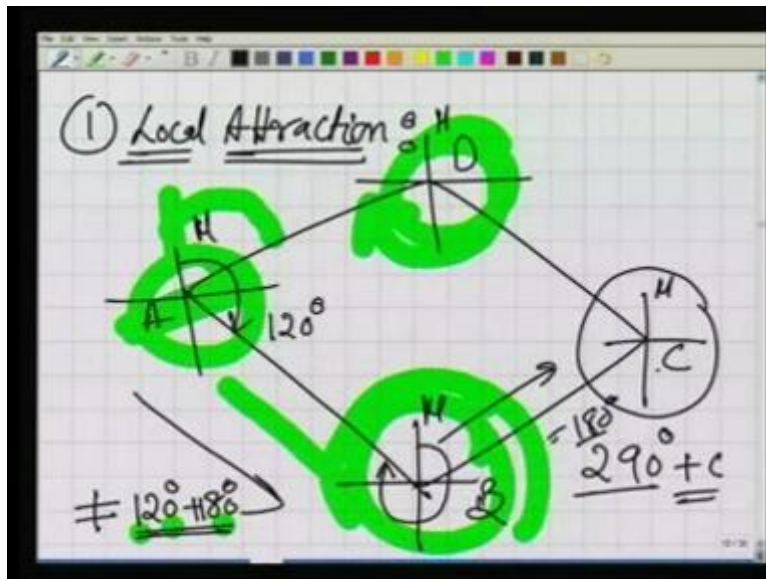 ① Local Attraction :
M
D
M
A
120°
M
C
M
= 180°
290° + C
B
≠ 120° + 180°